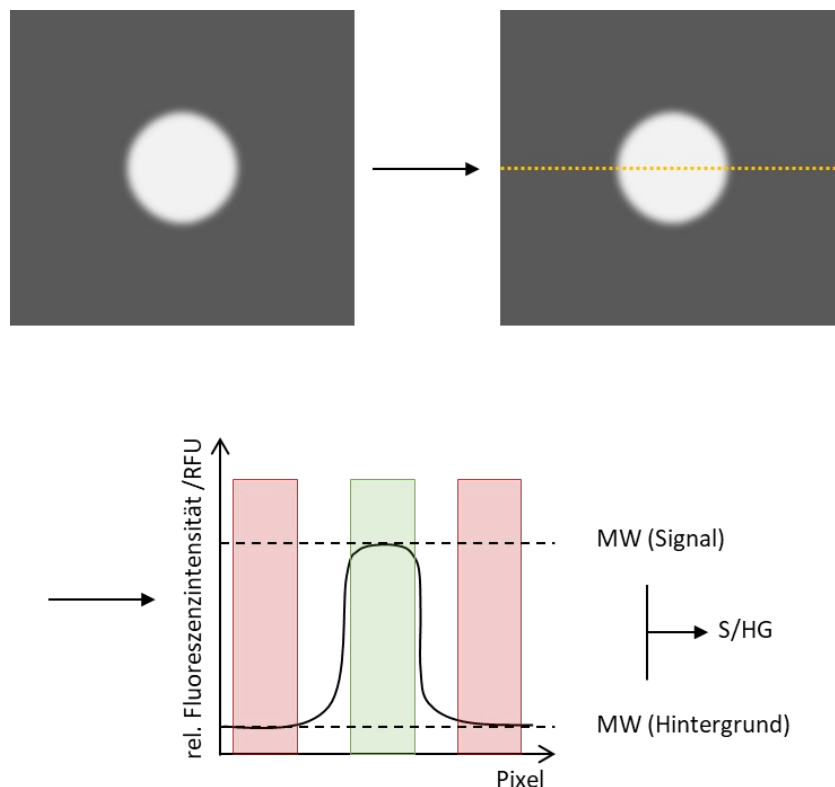 rel. Fluoreszenzintensität /RFU
MW (Signal)
S/HG
MW (Hintergrund)
Pixel